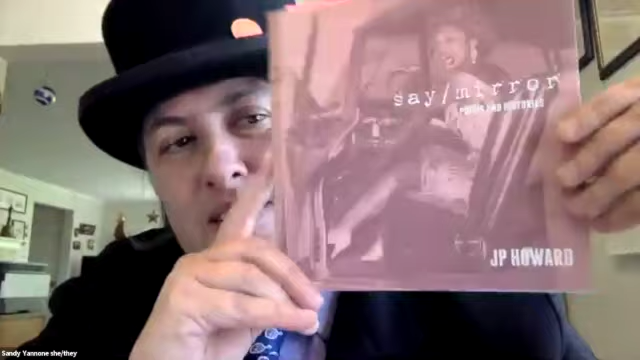 say/mirror
POEMS AND HISTORIES
JP HOWARD
Sandy Yannone she/they